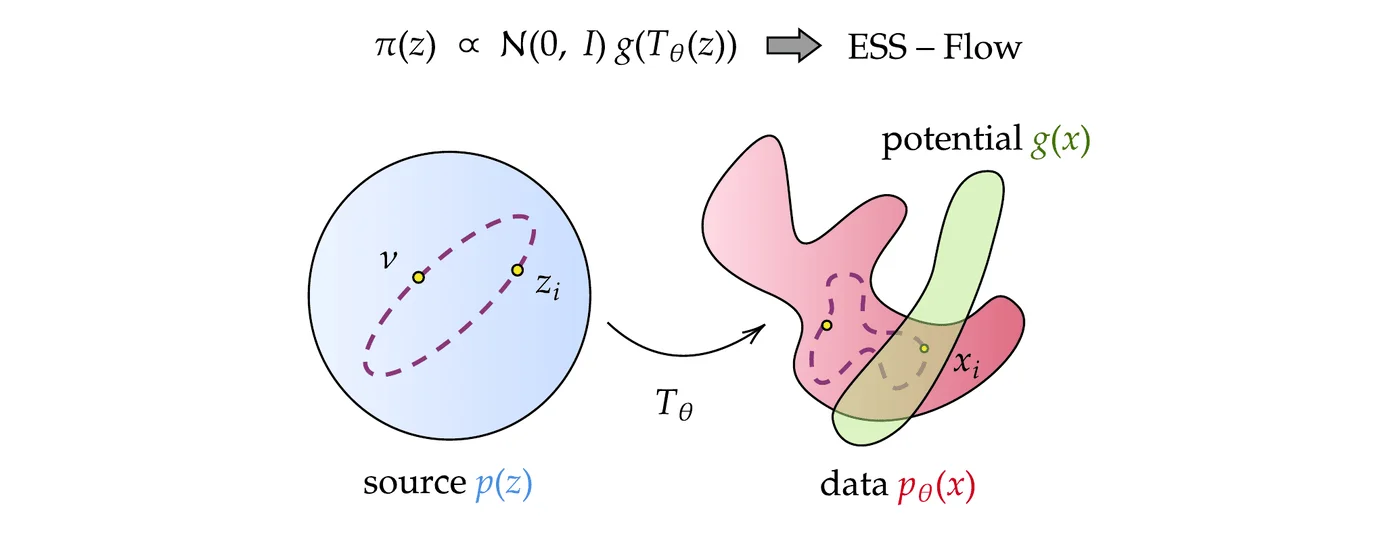 π(z) ∝ N(0, I) g(T_θ(z)) ESS – Flow
potential g(x)
ν
z_i
x_i
T_θ
source p(z)
data p_θ(x)